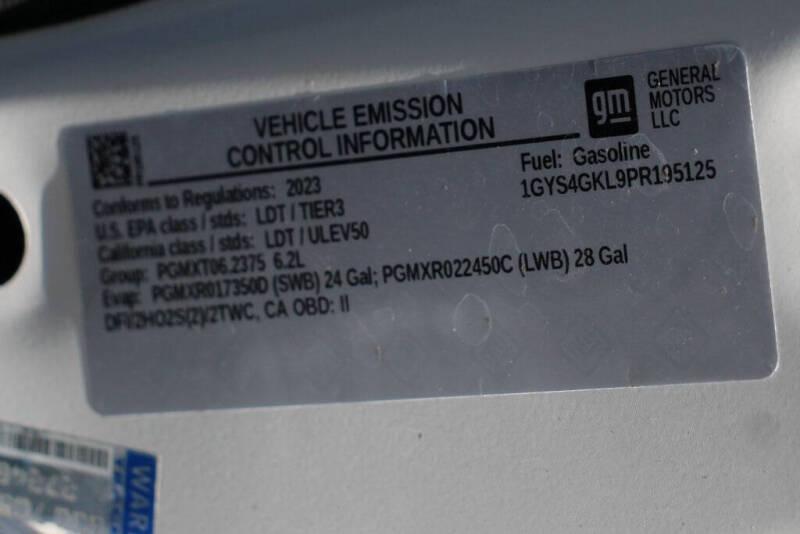 VEHICLE EMISSION
CONTROL INFORMATION
gm
GENERAL
MOTORS
LLC
Fuel: Gasoline
1GYS4GKL9PR195125
Conforms to Regulations: 2023
U.S. EPA class / stds: LDT / TIER3
California class / stds: LDT / ULEV50
Group: PGMXT06.2375 6.2L
Evap: PGMXR017350D (SWB) 24 Gal; PGMXR022450C (LWB) 28 Gal
DFI/2HO2S(2)/2TWC, CA OBD: II
WAR